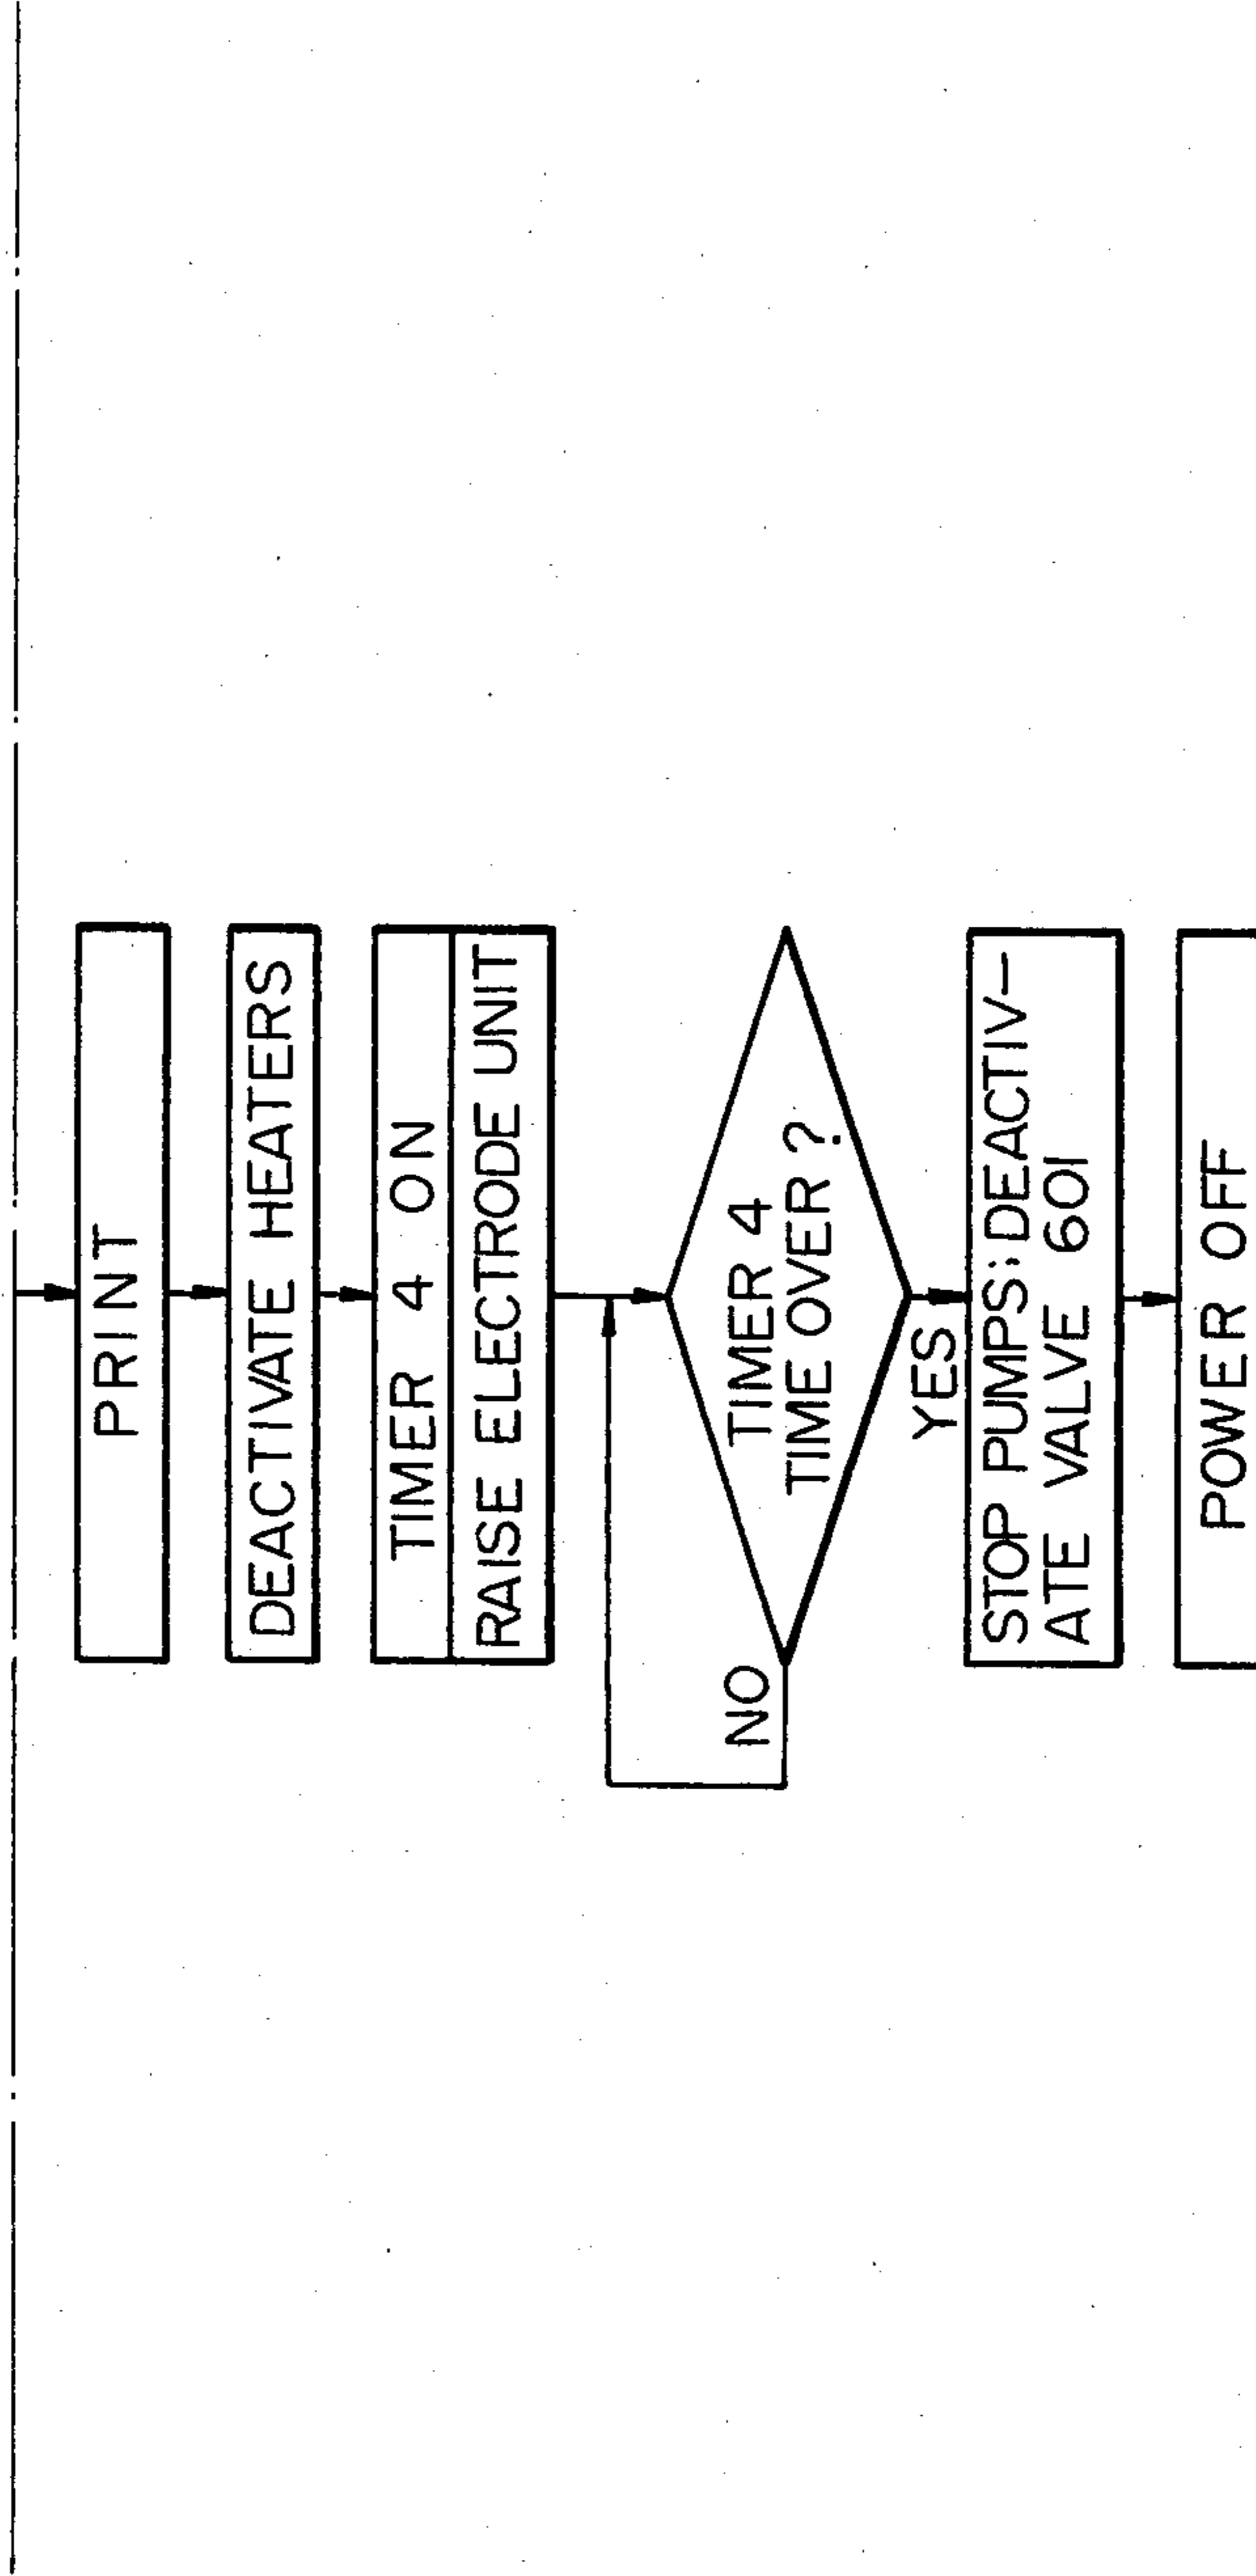 PRINT
DEACTIVATE HEATERS
TIMER 4 ON
RAISE ELECTRODE UNIT
TIMER 4
TIME OVER ?
NO
YES
STOP PUMPS; DEACTIV-
ATE VALVE 601
POWER OFF